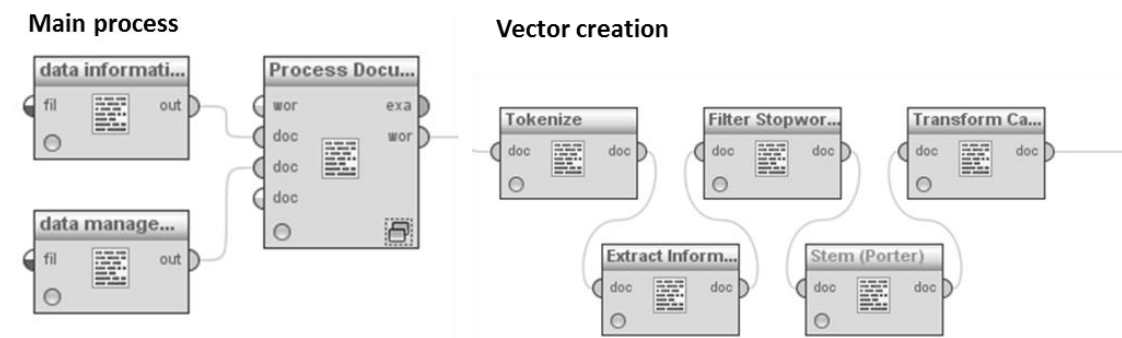 Main process
data informati...
fil out
data manage...
fil out
Process Docu...
wor exa
doc wor
doc
doc
Vector creation
Tokenize
doc doc
Extract Inform...
doc doc
Filter Stopwor...
doc doc
Stem (Porter)
doc doc
Transform Ca...
doc doc